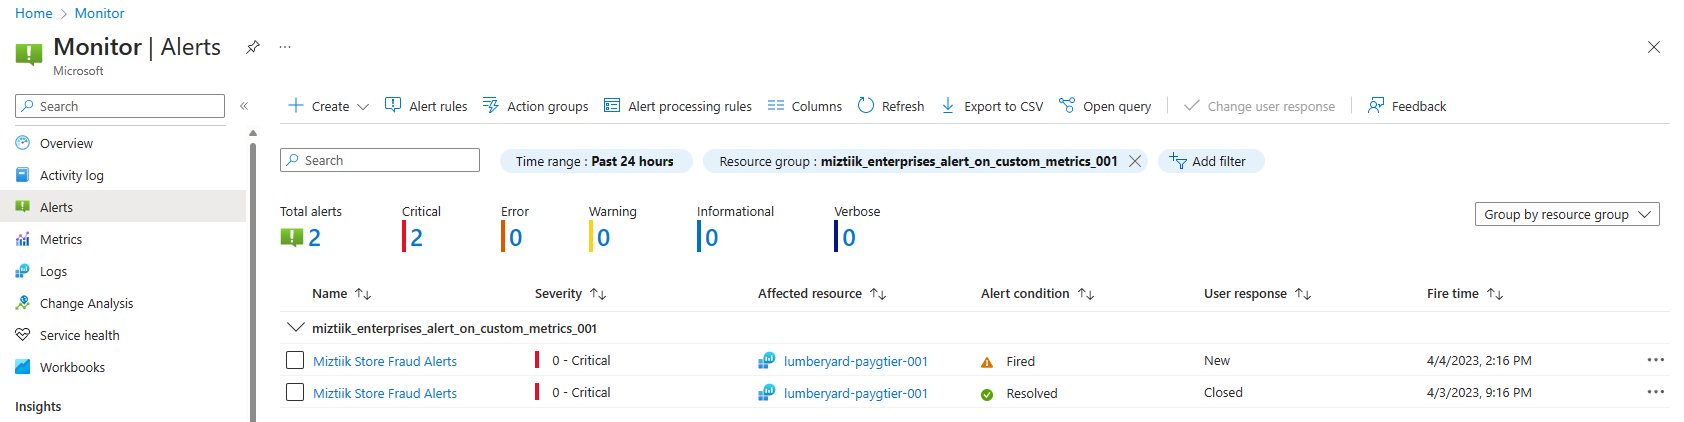 Home > Monitor
Monitor | Alerts
Microsoft
Search
Overview
Activity log
Alerts
Metrics
Logs
Change Analysis
Service health
Workbooks
Insights
Create
Alert rules
Action groups
Alert processing rules
Columns
Refresh
Export to CSV
Open query
Change user response
Feedback
Search
Time range : Past 24 hours
Resource group : miztiik_enterprises_alert_on_custom_metrics_001
Add filter
Total alerts Critical Error Warning Informational Verbose
2 2 0 0 0 0
Group by resource group
Name Severity Affected resource Alert condition User response Fire time
miztiik_enterprises_alert_on_custom_metrics_001
Miztiik Store Fraud Alerts 0 - Critical lumberyard-paygtier-001 Fired New 4/4/2023, 2:16 PM
Miztiik Store Fraud Alerts 0 - Critical lumberyard-paygtier-001 Resolved Closed 4/3/2023, 9:16 PM